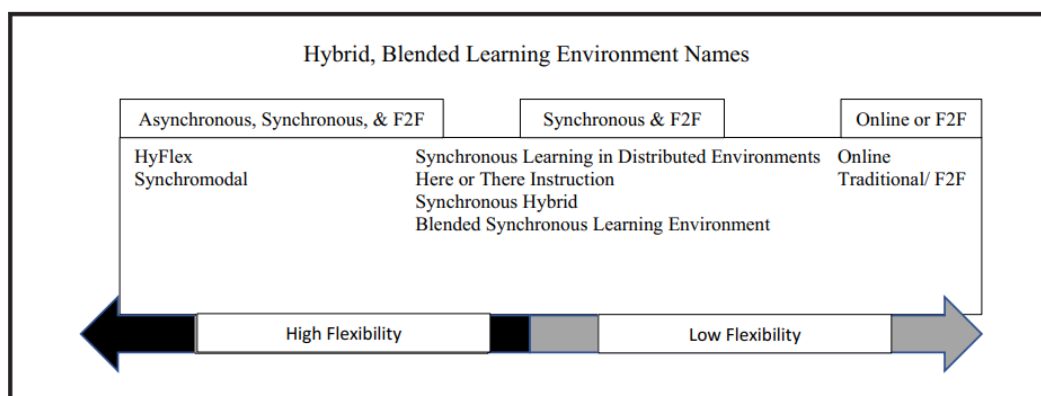 Hybrid, Blended Learning Environment Names
Asynchronous, Synchronous, & F2F
Synchronous & F2F
Online or F2F
HyFlex
Synchromodal
Synchronous Learning in Distributed Environments
Here or There Instruction
Synchronous Hybrid
Blended Synchronous Learning Environment
Online
Traditional/ F2F
High Flexibility
Low Flexibility